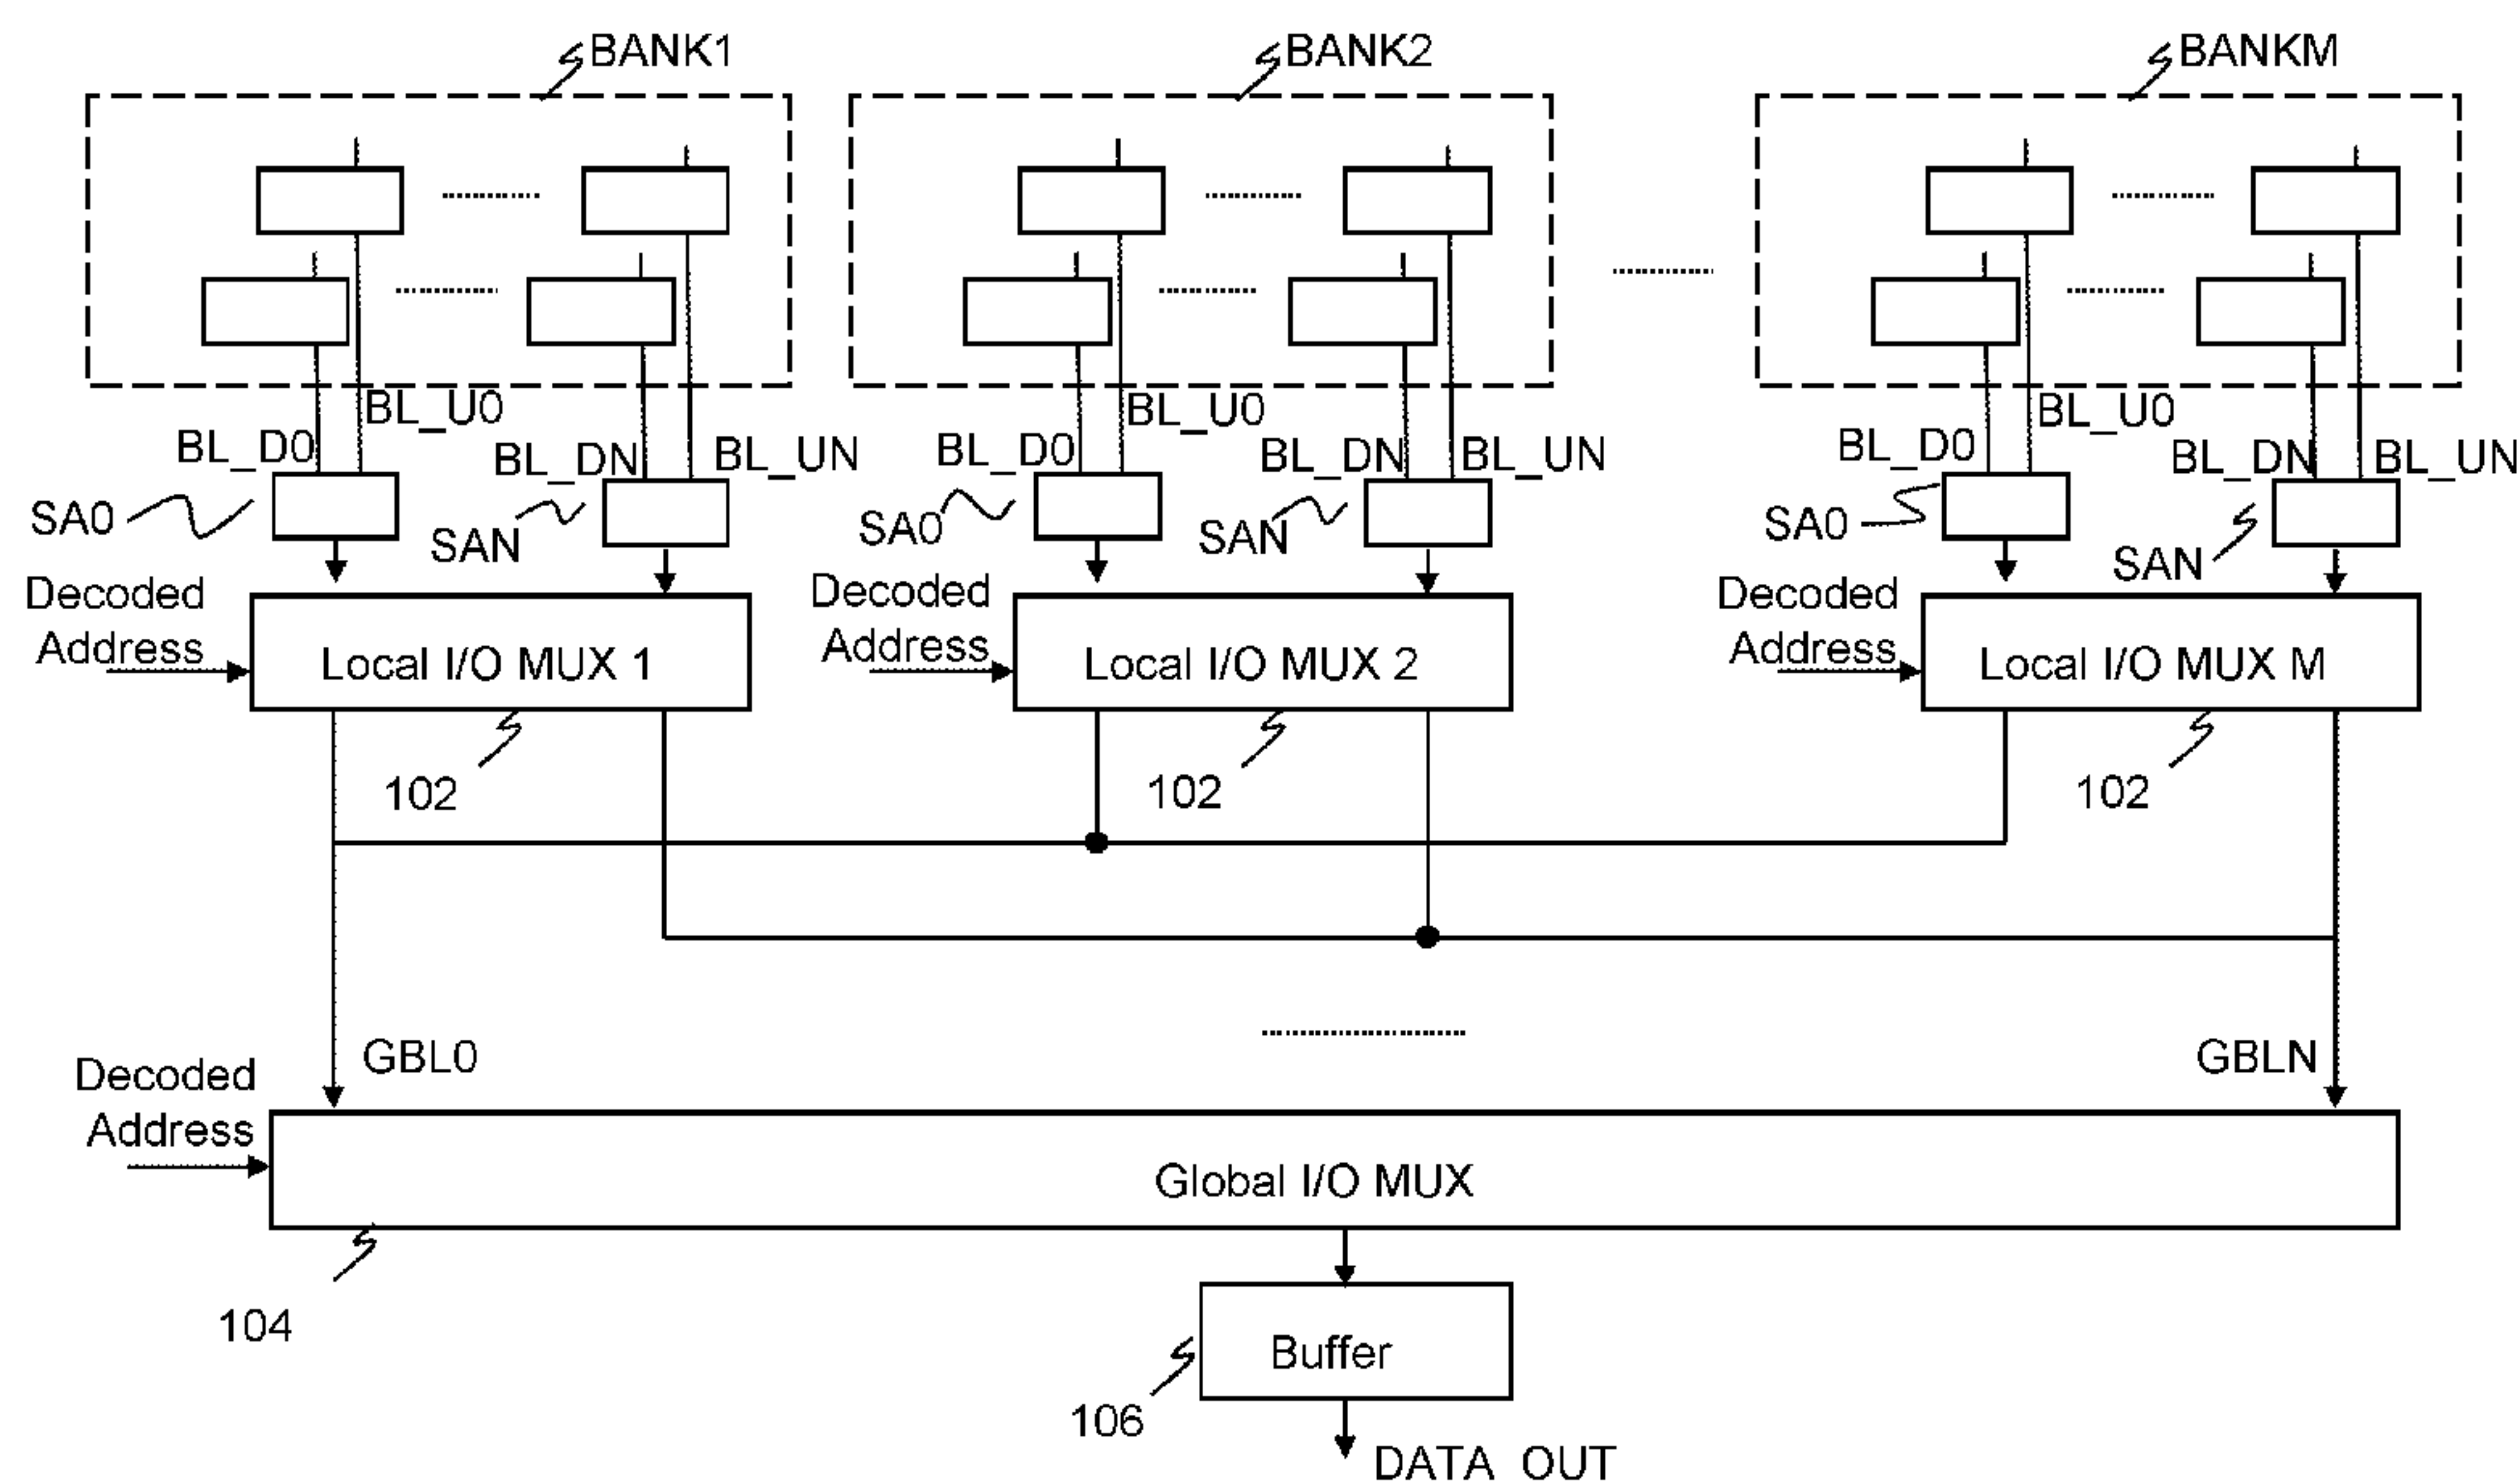 BANK1
BANK2
BANKM
BL_U0
BL_D0
BL_DN
BL_UN
BL_U0
BL_D0
BL_DN
BL_UN
BL_U0
BL_D0
BL_DN
BL_UN
SA0
SAN
SA0
SAN
SA0
SAN
Decoded
Address
Local I/O MUX 1
Decoded
Address
Local I/O MUX 2
Decoded
Address
Local I/O MUX M
102
102
102
GBL0
GBLN
Decoded
Address
Global I/O MUX
104
Buffer
106
DATA OUT